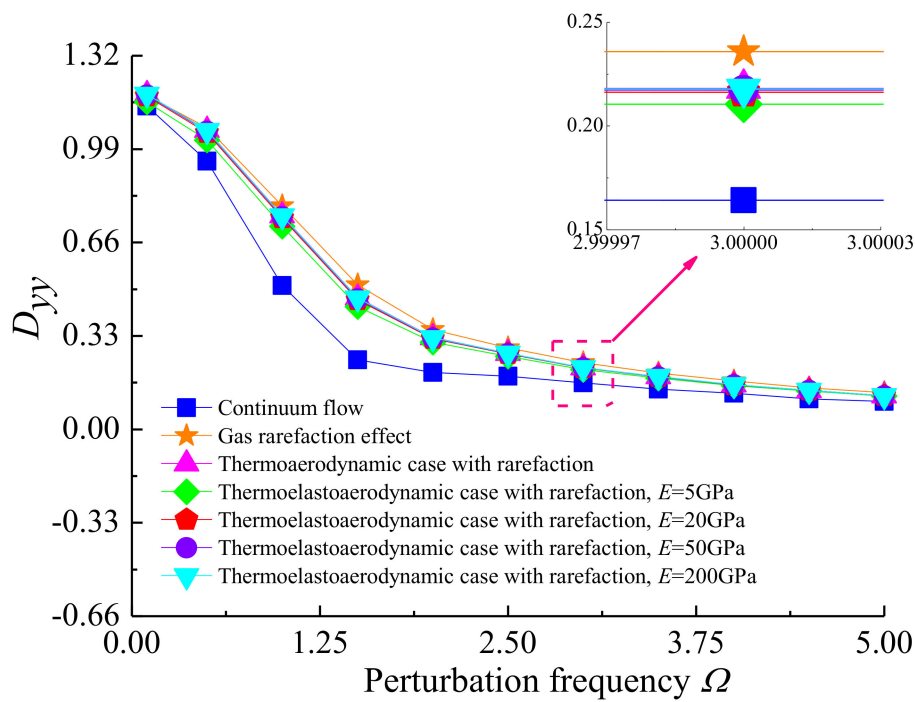 1.32
0.99
0.66
0.33
0.00
-0.33
-0.66
Dyy
0.25
0.20
0.15
2.99997 3.00000 3.00003
Continuum flow
Gas rarefaction effect
Thermoaerodynamic case with rarefaction
Thermoelastoaerodynamic case with rarefaction, E=5GPa
Thermoelastoaerodynamic case with rarefaction, E=20GPa
Thermoelastoaerodynamic case with rarefaction, E=50GPa
Thermoelastoaerodynamic case with rarefaction, E=200GPa
0.00 1.25 2.50 3.75 5.00
Perturbation frequency Ω